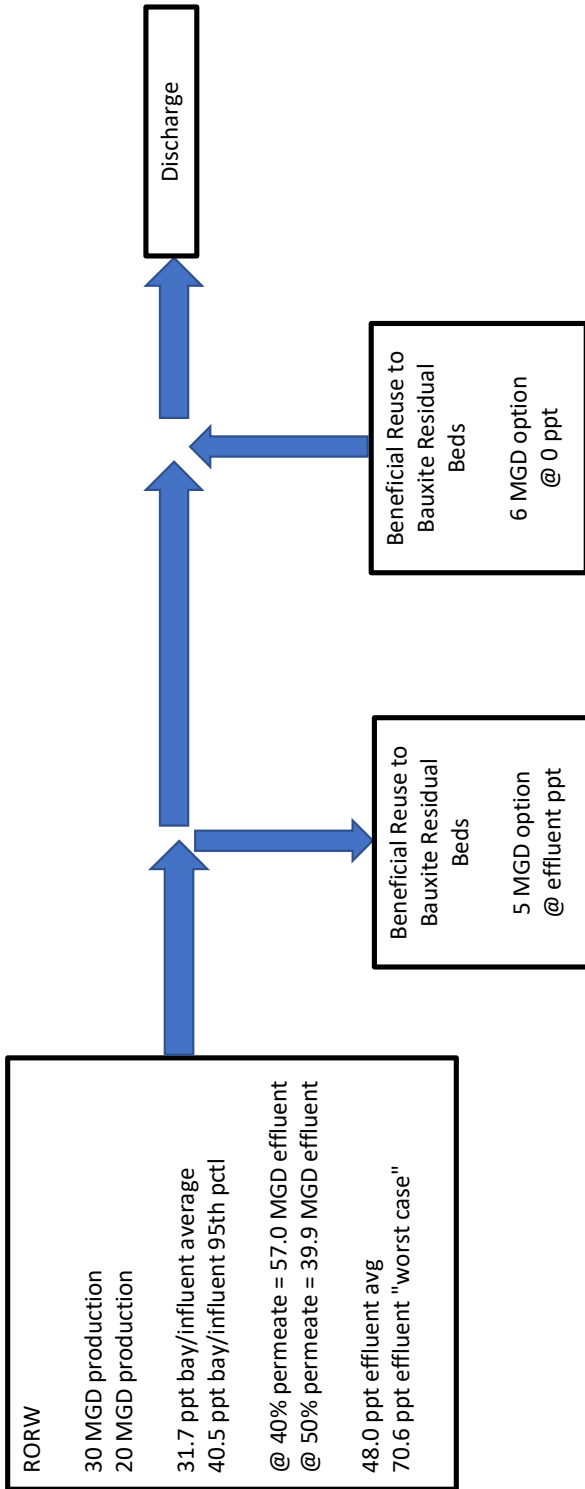 RORW
30 MGD production
20 MGD production
31.7 ppt bay/influent average
40.5 ppt bay/influent 95th pctl
@ 40% permeate = 57.0 MGD effluent
@ 50% permeate = 39.9 MGD effluent
48.0 ppt effluent avg
70.6 ppt effluent "worst case"
Beneficial Reuse to
Bauxite Residual
Beds
5 MGD option
@ effluent ppt
Beneficial Reuse to
Bauxite Residual
Beds
6 MGD option
@ 0 ppt
Discharge